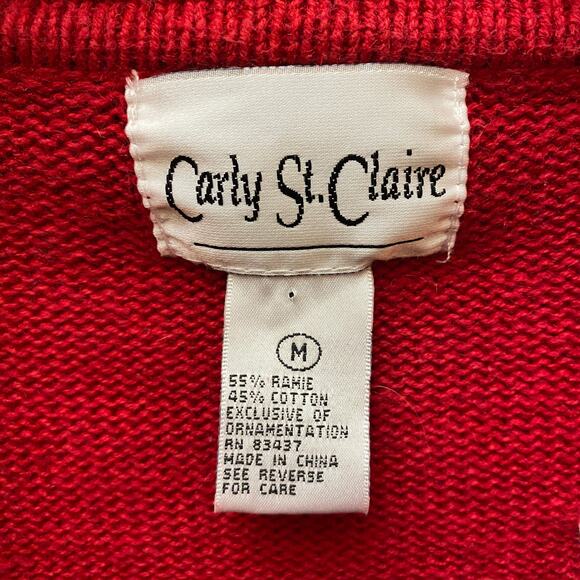 Carly St. Claire
M
55% RAMIE
45% COTTON
EXCLUSIVE OF
ORNAMENTATION
RN 83437
MADE IN CHINA
SEE REVERSE
FOR CARE